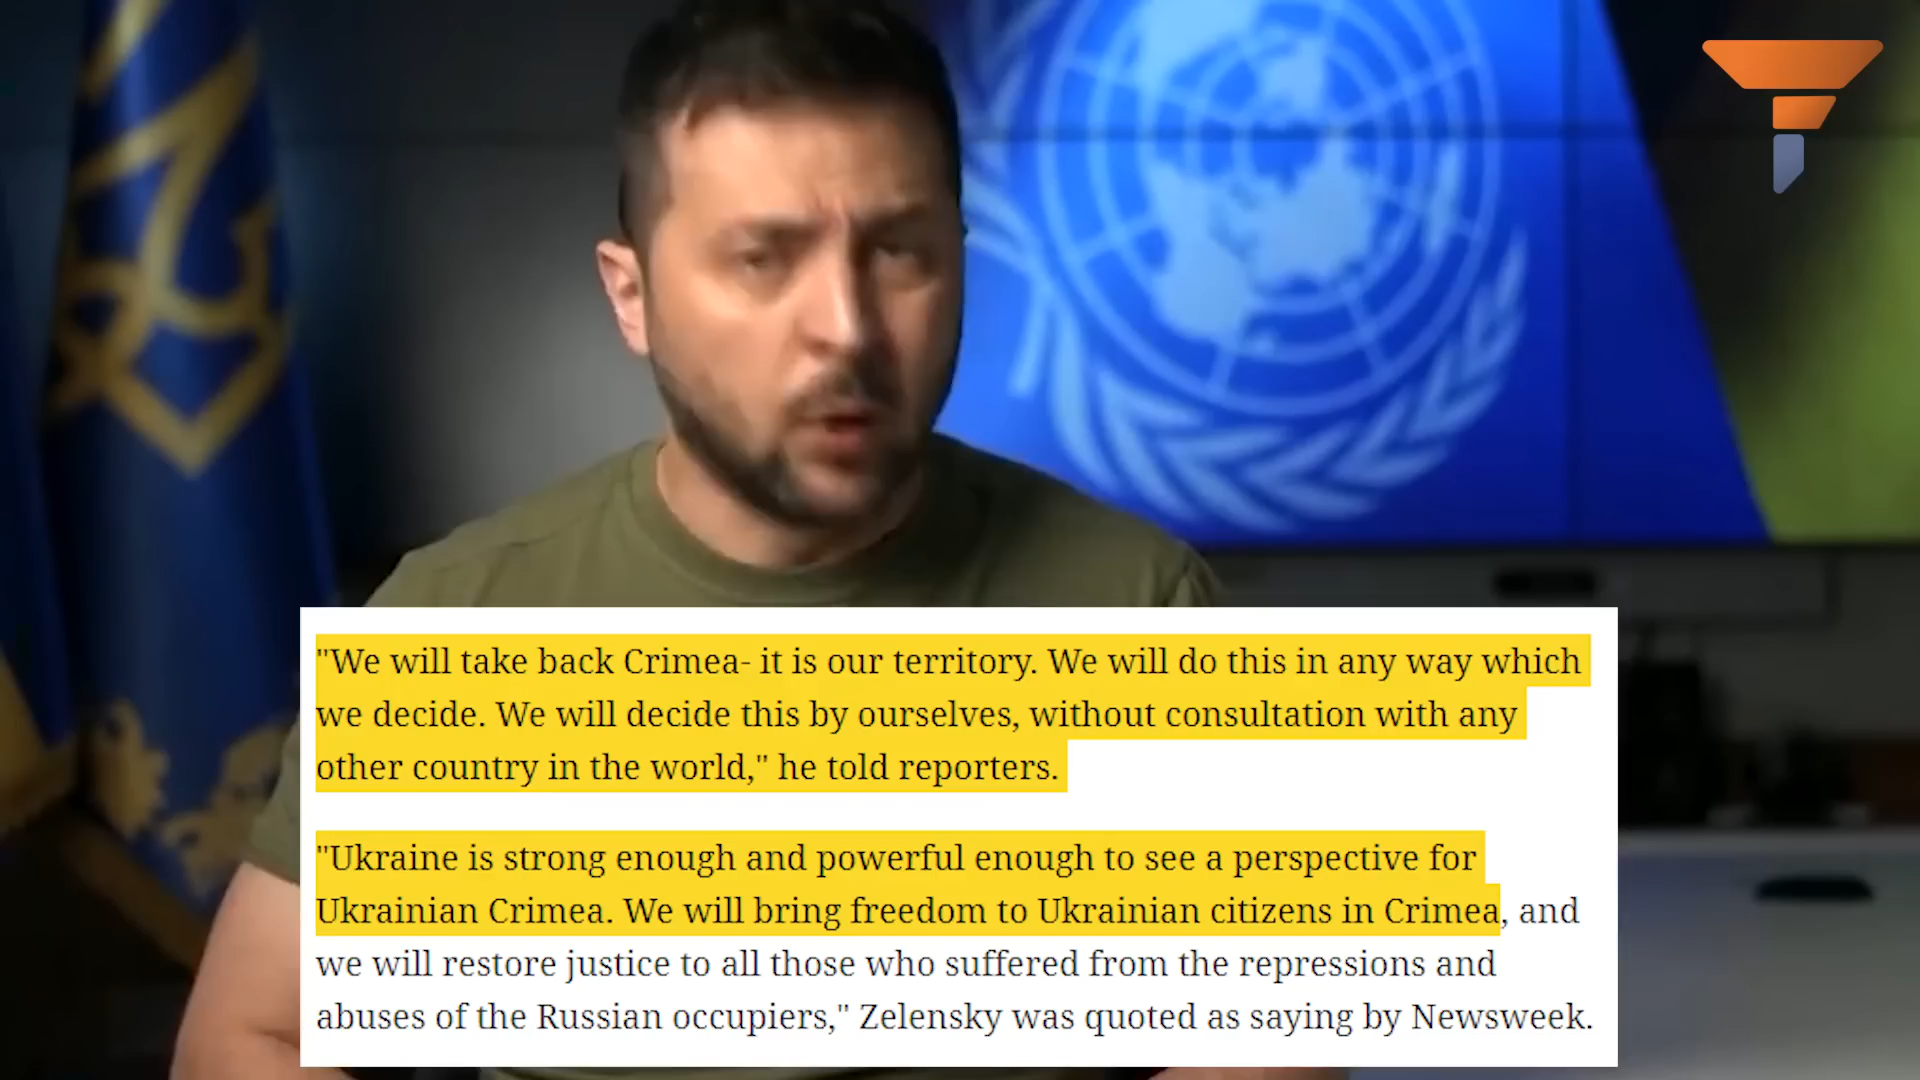 "We will take back Crimea- it is our territory. We will do this in any way which
we decide. We will decide this by ourselves, without consultation with any
other country in the world," he told reporters.
"Ukraine is strong enough and powerful enough to see a perspective for
Ukrainian Crimea. We will bring freedom to Ukrainian citizens in Crimea, and
we will restore justice to all those who suffered from the repressions and
abuses of the Russian occupiers," Zelensky was quoted as saying by Newsweek.